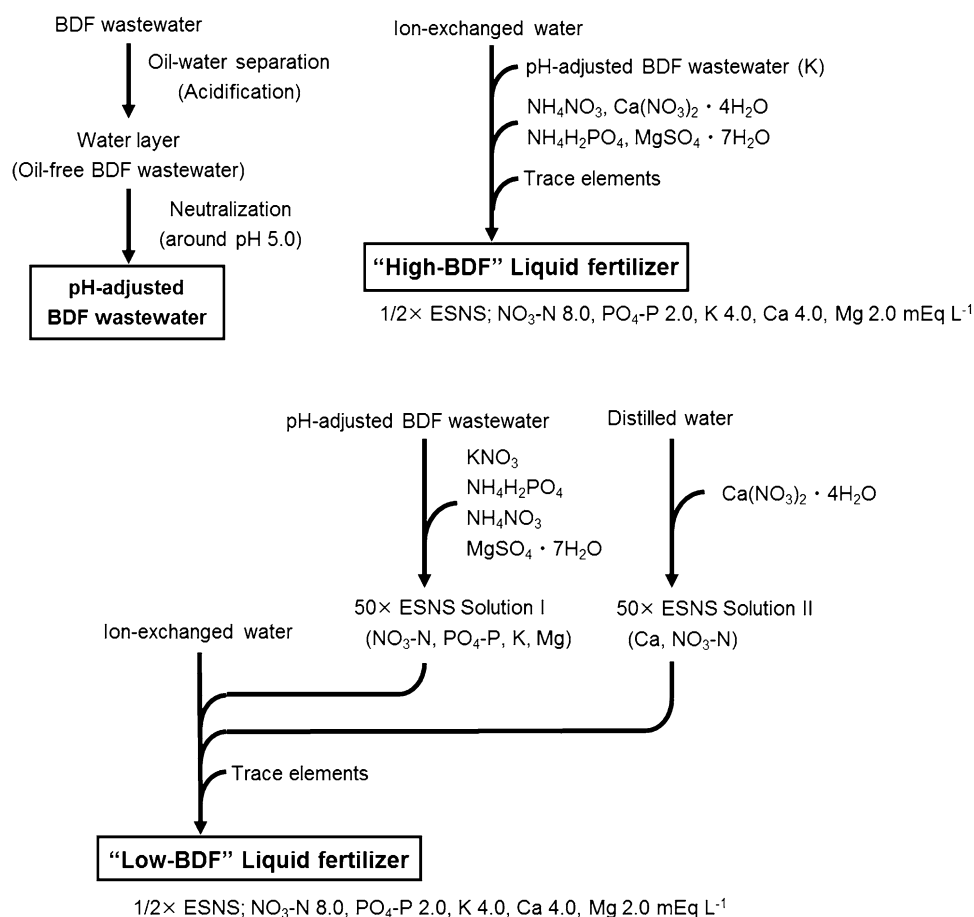 BDF wastewater
Oil-water separation
(Acidification)
Water layer
(Oil-free BDF wastewater)
Neutralization
(around pH 5.0)
pH-adjusted
BDF wastewater
Ion-exchanged water
pH-adjusted BDF wastewater (K)
NH₄NO₃, Ca(NO₃)₂・4H₂O
NH₄H₂PO₄, MgSO₄・7H₂O
Trace elements
“High-BDF” Liquid fertilizer
1/2× ESNS; NO₃-N 8.0, PO₄-P 2.0, K 4.0, Ca 4.0, Mg 2.0 mEq L⁻¹
pH-adjusted BDF wastewater
KNO₃
NH₄H₂PO₄
NH₄NO₃
MgSO₄・7H₂O
50× ESNS Solution I
(NO₃-N, PO₄-P, K, Mg)
Distilled water
Ca(NO₃)₂・4H₂O
50× ESNS Solution II
(Ca, NO₃-N)
Ion-exchanged water
Trace elements
“Low-BDF” Liquid fertilizer
1/2× ESNS; NO₃-N 8.0, PO₄-P 2.0, K 4.0, Ca 4.0, Mg 2.0 mEq L⁻¹